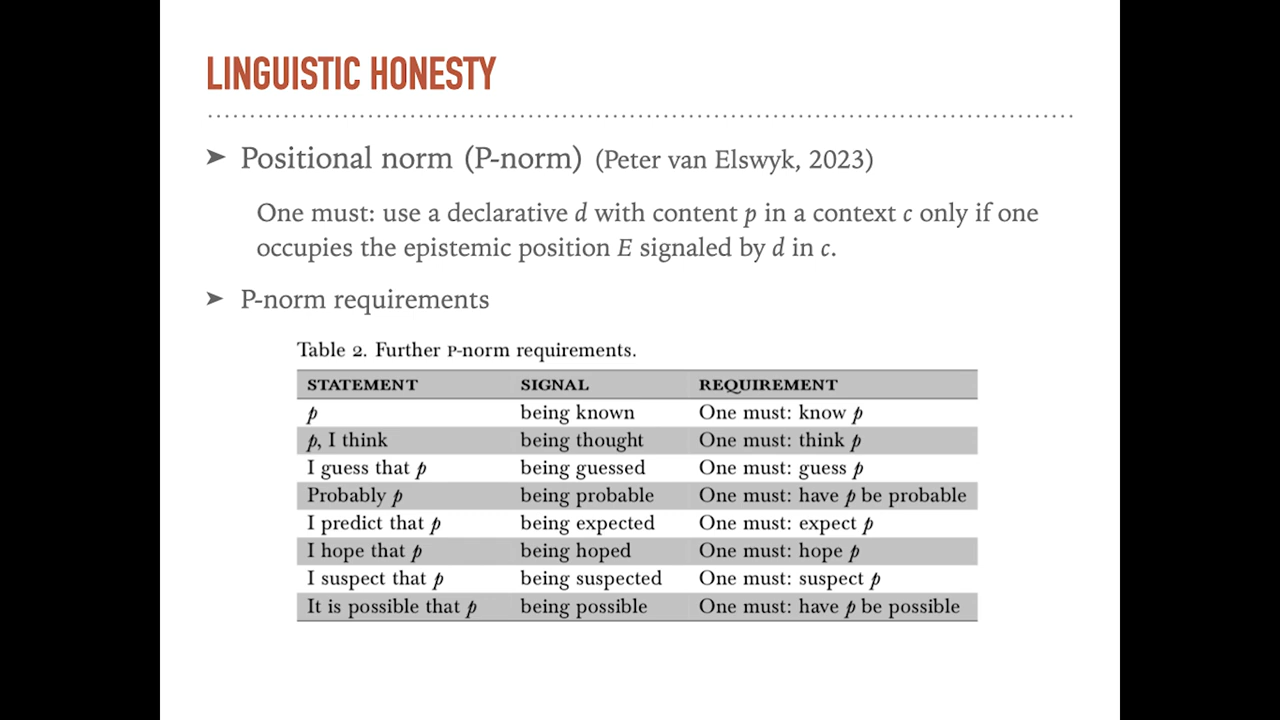 LINGUISTIC HONESTY
➤ Positional norm (P-norm) (Peter van Elswyk, 2023)
One must: use a declarative d with content p in a context c only if one
occupies the epistemic position E signaled by d in c.
➤ P-norm requirements
Table 2. Further P-norm requirements.
STATEMENT SIGNAL REQUIREMENT
p being known One must: know p
p, I think being thought One must: think p
I guess that p being guessed One must: guess p
Probably p being probable One must: have p be probable
I predict that p being expected One must: expect p
I hope that p being hoped One must: hope p
I suspect that p being suspected One must: suspect p
It is possible that p being possible One must: have p be possible